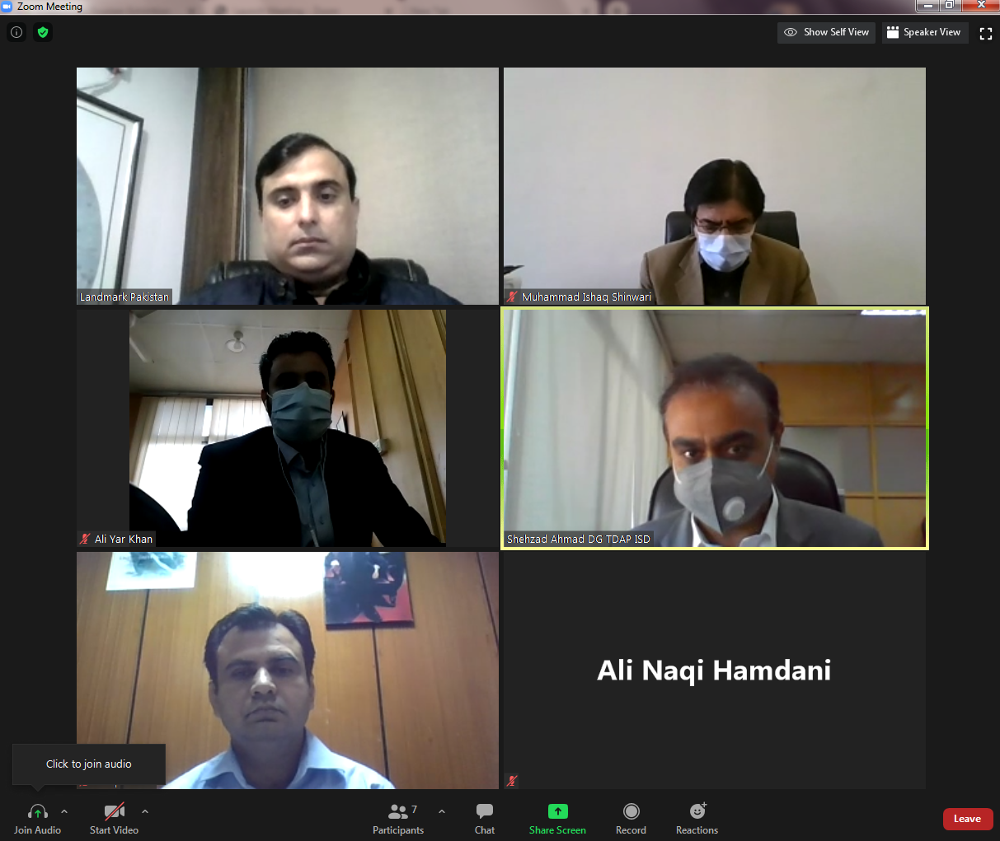 Zoom Meeting
Show Self View
Speaker View
Landmark Pakistan
Muhammad Ishaq Shinwari
Ali Yar Khan
Shehzad Ahmad DG TDAP ISD
Ali Naqi Hamdani
Click to join audio
Join Audio
Start Video
Participants
7
Chat
Share Screen
Record
Reactions
Leave